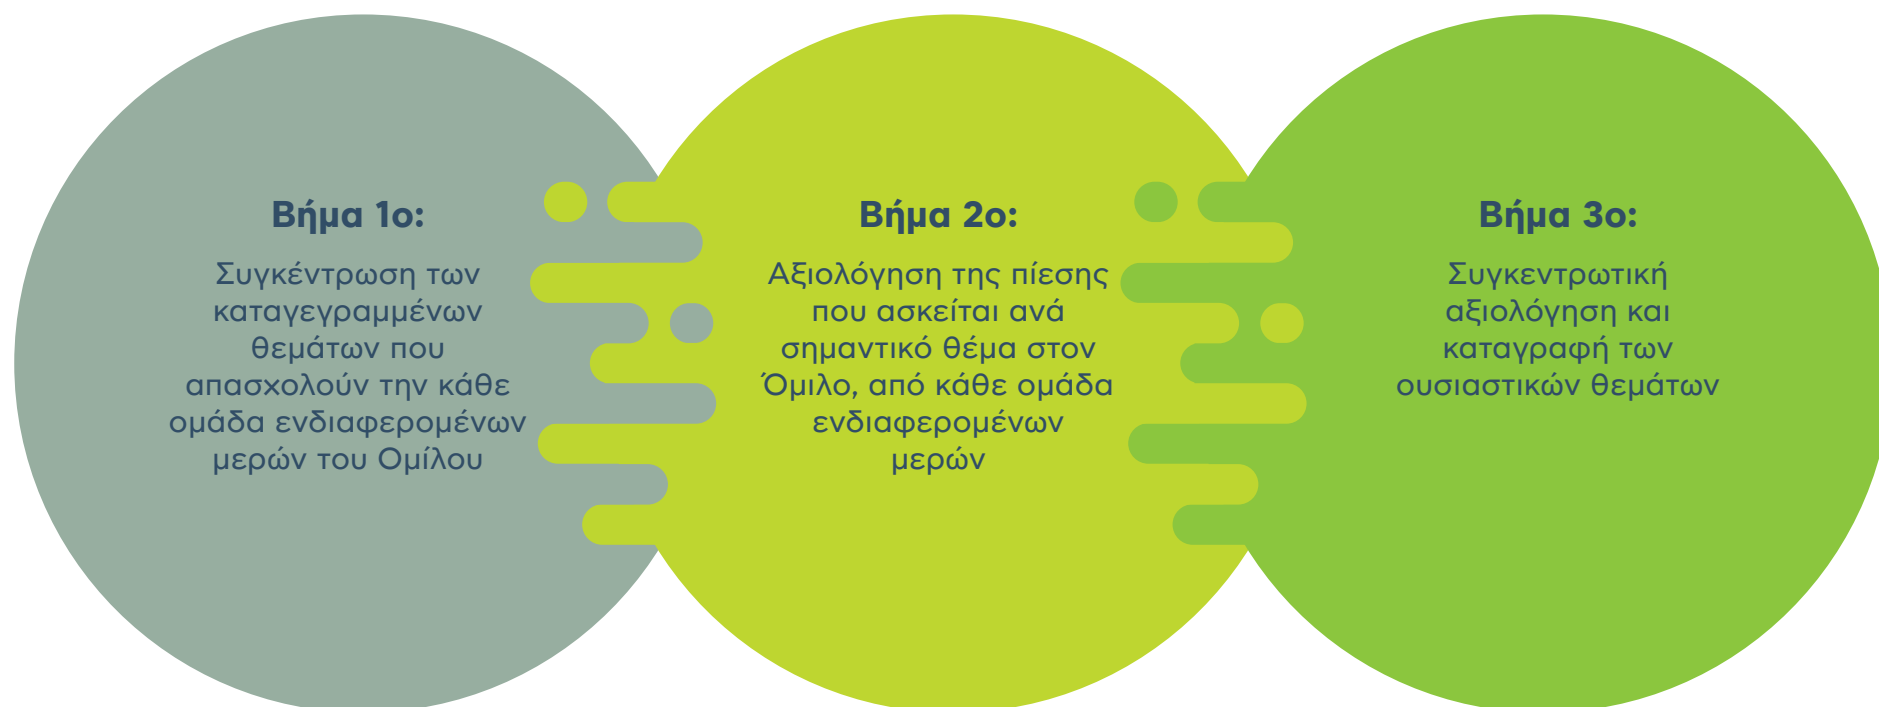 Βήμα 1ο:
Συγκέντρωση των
καταγεγραμμένων
θεμάτων που
απασχολούν την κάθε
ομάδα ενδιαφερομένων
μερών του Ομίλου
Βήμα 2ο:
Αξιολόγηση της πίεσης
που ασκείται ανά
σημαντικό θέμα στον
Όμιλο, από κάθε ομάδα
ενδιαφερομένων
μερών
Βήμα 3ο:
Συγκεντρωτική
αξιολόγηση και
καταγραφή των
ουσιαστικών θεμάτων